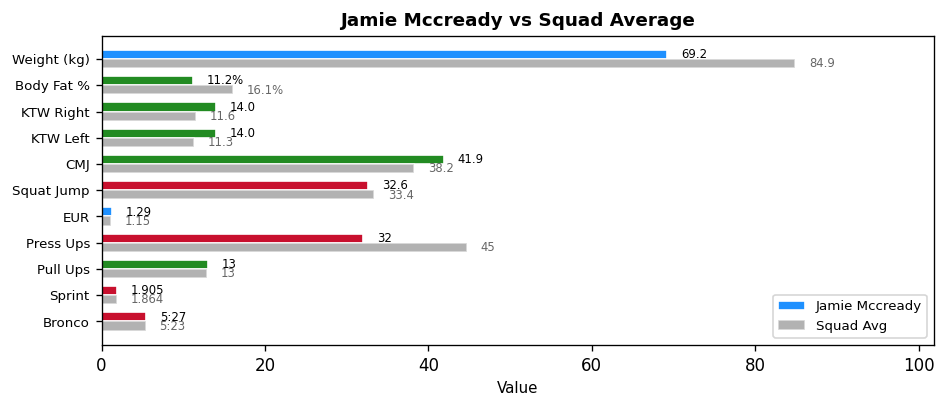 Jamie Mccready vs Squad Average
Weight (kg)
69.2
84.9
Body Fat %
11.2%
16.1%
KTW Right
14.0
11.6
KTW Left
14.0
11.3
CMJ
41.9
38.2
Squat Jump
32.6
33.4
EUR
1.29
1.15
Press Ups
32
45
Pull Ups
13
13
Sprint
1.905
1.864
Bronco
5:27
5:23
Jamie Mccready
Squad Avg
0 20 40 60 80 100
Value